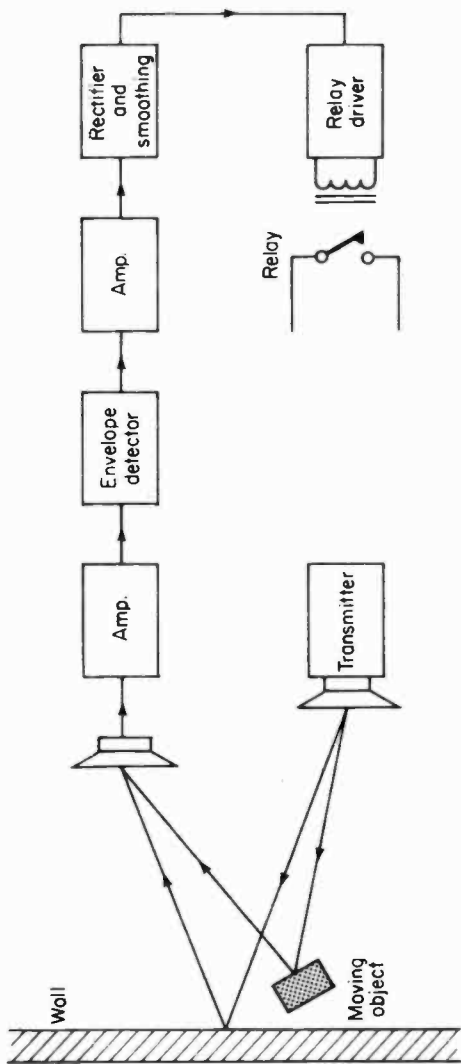 Wall
Moving
object
Transmitter
Amp.
Envelope
detector
Amp.
Rectifier
and
smoothing
Relay
Relay
driver